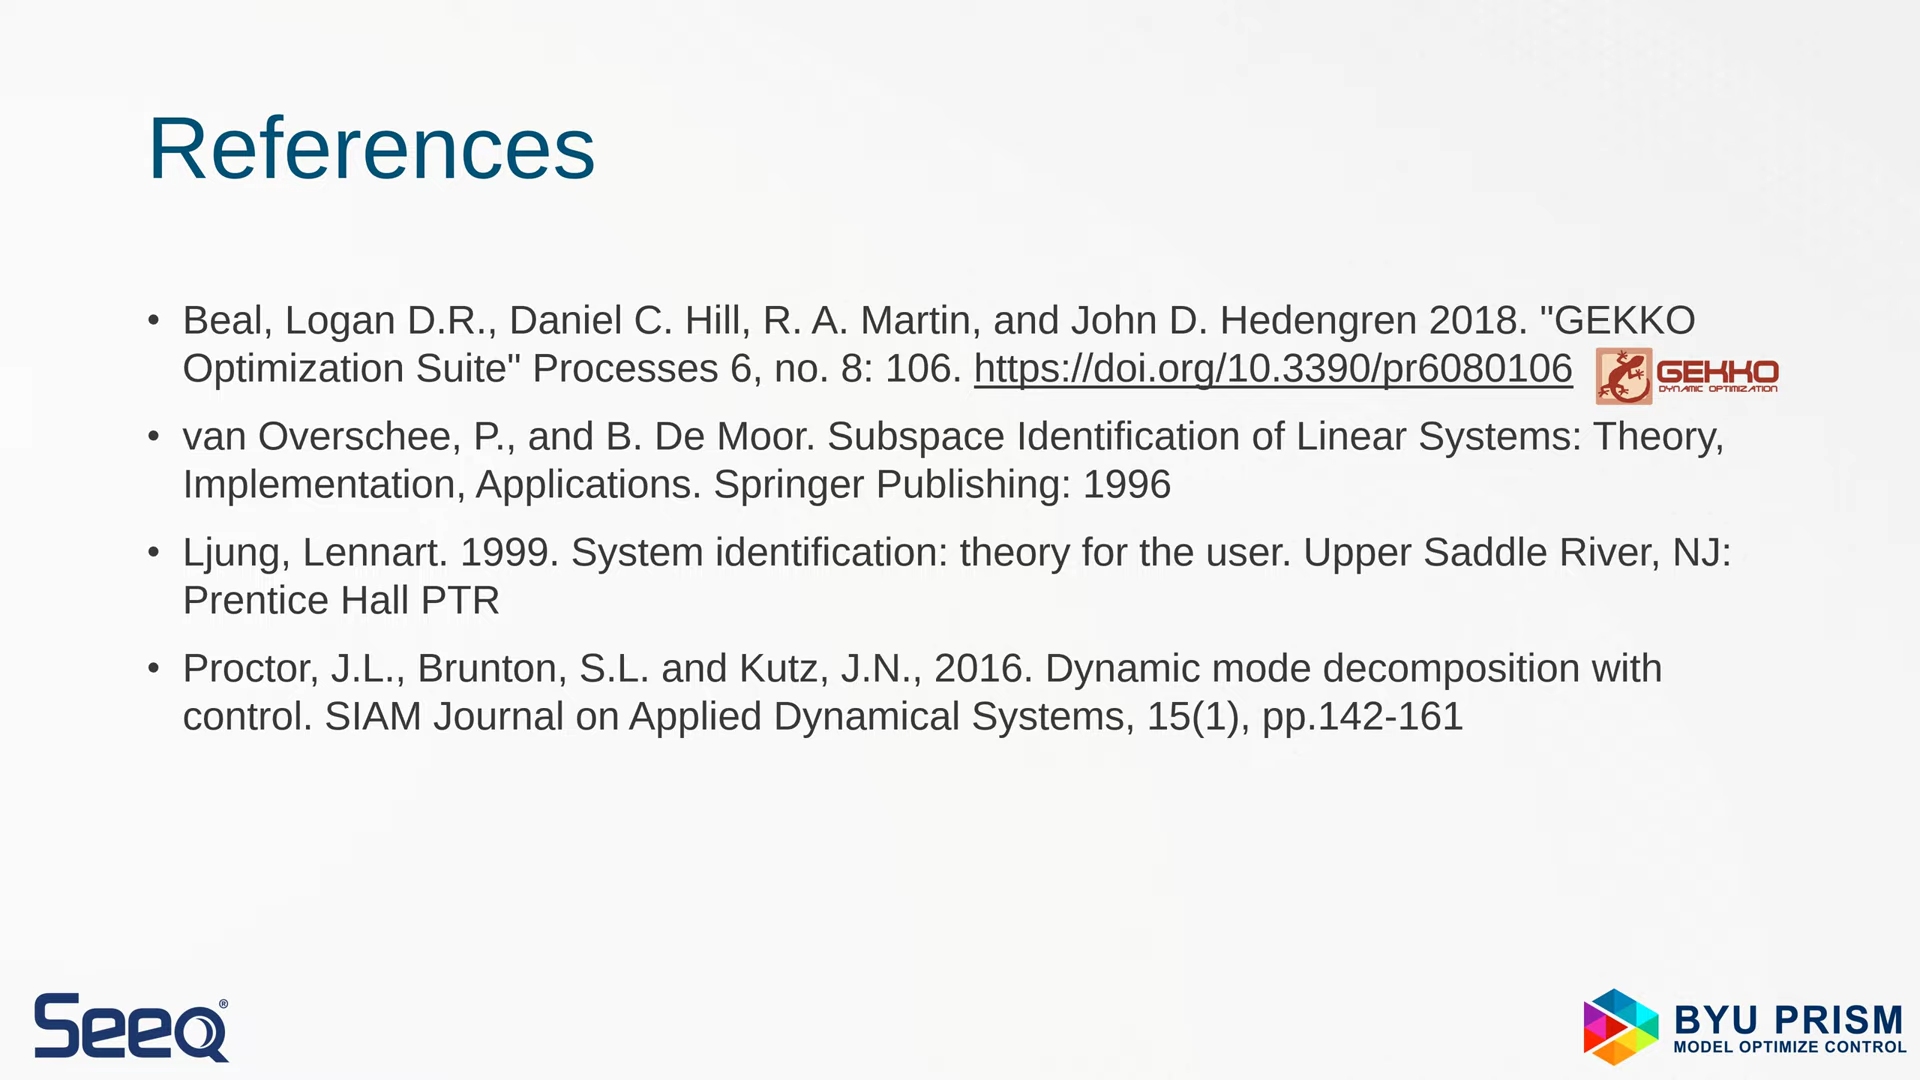 References
• Beal, Logan D.R., Daniel C. Hill, R. A. Martin, and John D. Hedengren 2018. "GEKKO
Optimization Suite" Processes 6, no. 8: 106. https://doi.org/10.3390/pr6080106
GEKKO
DYNAMIC OPTIMIZATION
• van Overschee, P., and B. De Moor. Subspace Identification of Linear Systems: Theory,
Implementation, Applications. Springer Publishing: 1996
• Ljung, Lennart. 1999. System identification: theory for the user. Upper Saddle River, NJ:
Prentice Hall PTR
• Proctor, J.L., Brunton, S.L. and Kutz, J.N., 2016. Dynamic mode decomposition with
control. SIAM Journal on Applied Dynamical Systems, 15(1), pp.142-161
SeeQ®
BYU PRISM
MODEL OPTIMIZE CONTROL